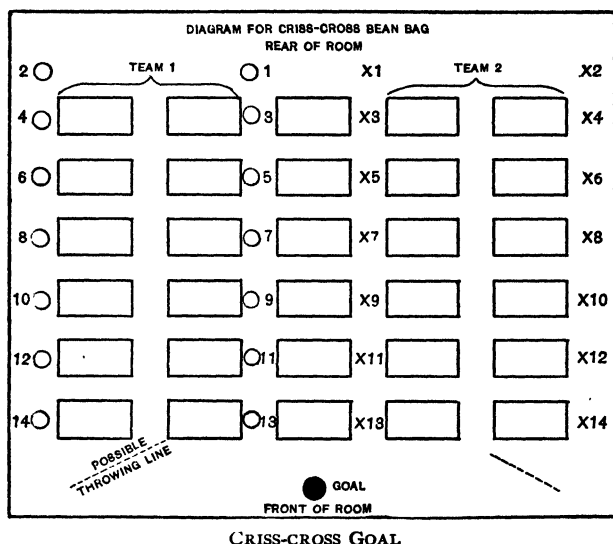 DIAGRAM FOR CRISS-CROSS BEAN BAG
REAR OF ROOM
2 TEAM 1 1 X1 TEAM 2 X2
4 3 X3 X4
6 5 X5 X6
8 7 X7 X8
10 9 X9 X10
12 11 X11 X12
14 13 X13 X14
POSSIBLE
THROWING LINE
GOAL
FRONT OF ROOM
CRISS-CROSS GOAL